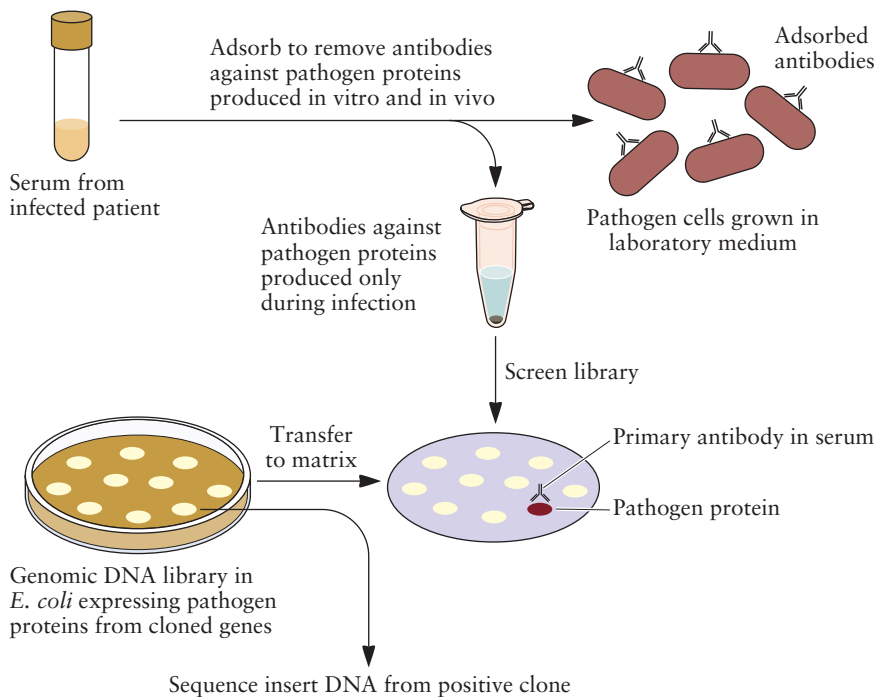 Adsorb to remove antibodies
against pathogen proteins
produced in vitro and in vivo
Adsorbed
antibodies
Serum from
infected patient
Pathogen cells grown in
laboratory medium
Antibodies against
pathogen proteins
produced only
during infection
Screen library
Transfer
to matrix
Primary antibody in serum
Pathogen protein
Genomic DNA library in
E. coli expressing pathogen
proteins from cloned genes
Sequence insert DNA from positive clone